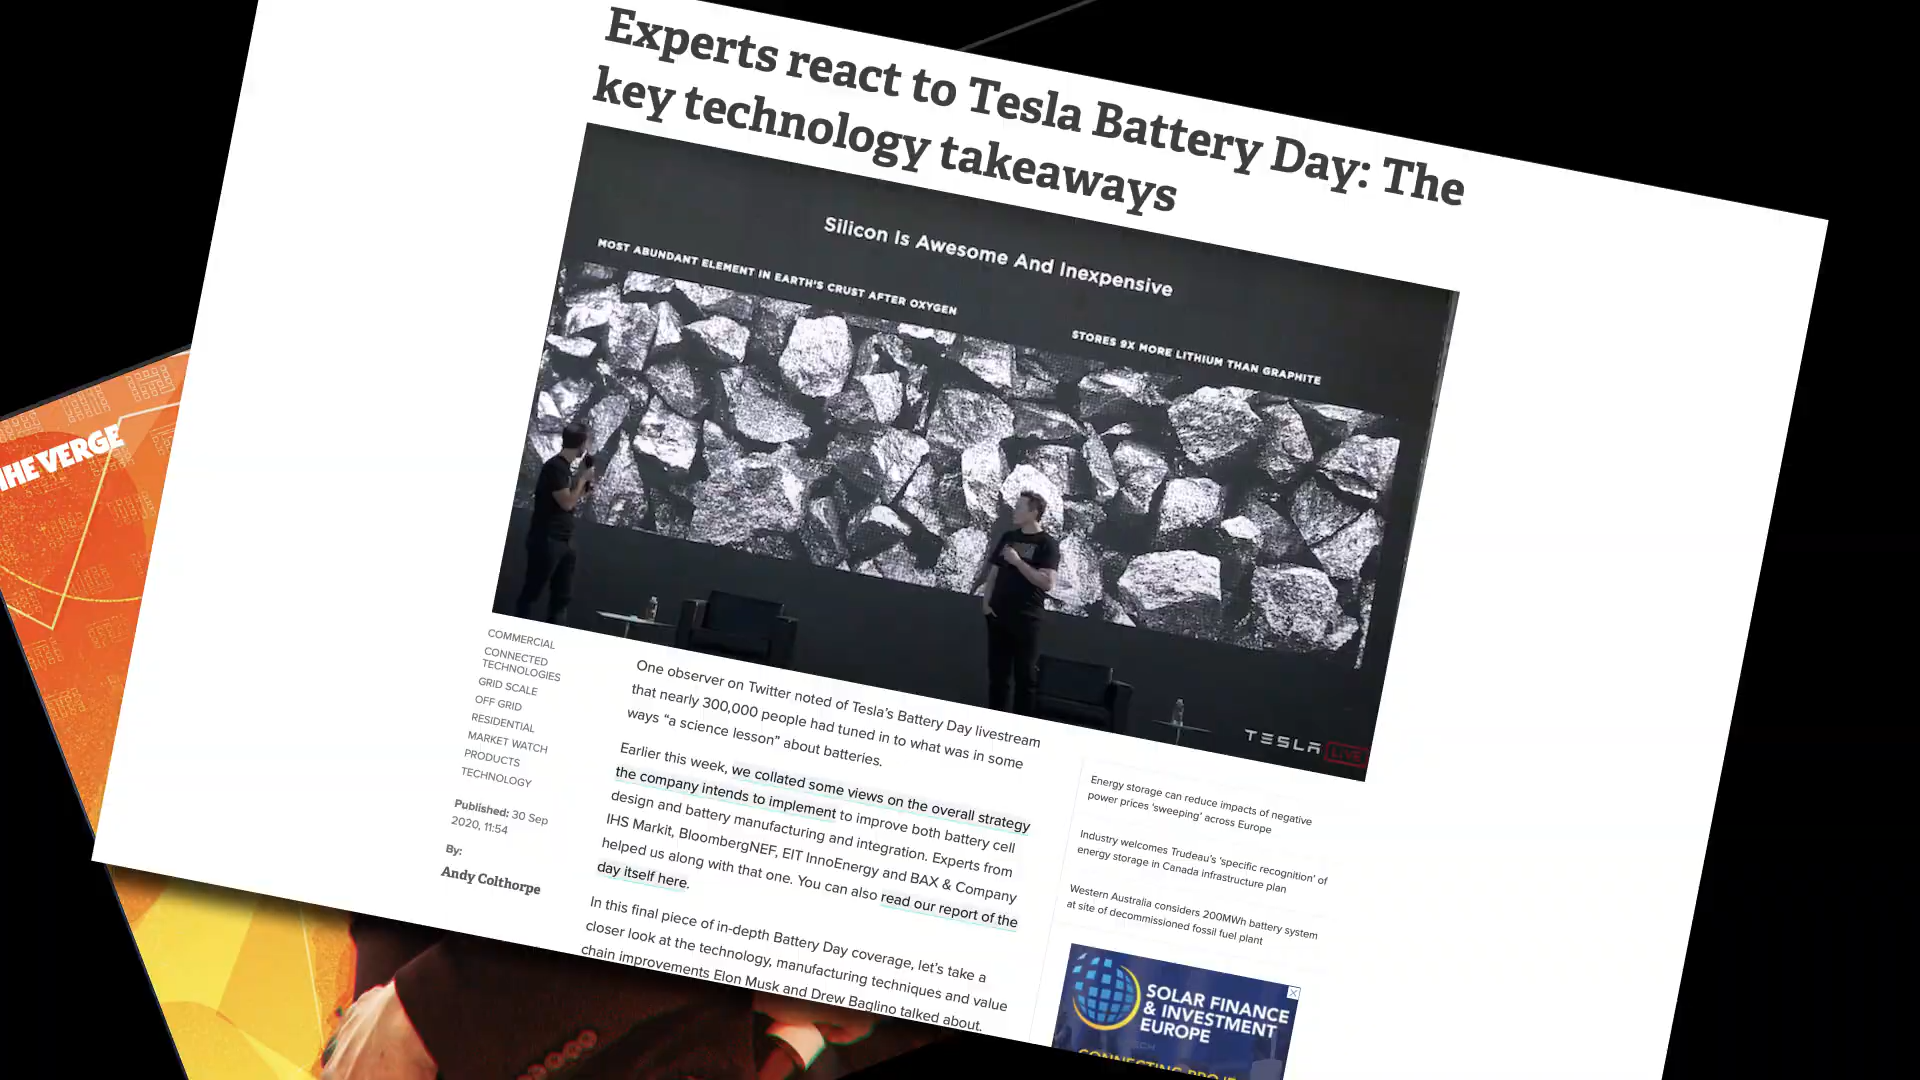 Experts react to Tesla Battery Day: The
key technology takeaways
Silicon Is Awesome And Inexpensive
MOST ABUNDANT ELEMENT IN EARTH'S CRUST AFTER OXYGEN
STORES 9X MORE LITHIUM THAN GRAPHITE
TESLA LIVE
THE VERGE
COMMERCIAL
CONNECTED
TECHNOLOGIES
GRID SCALE
OFF GRID
RESIDENTIAL
MARKET WATCH
PRODUCTS
TECHNOLOGY
Published: 30 Sep
2020, 11:54
By:
Andy Colthorpe
One observer on Twitter noted of Tesla's Battery Day livestream
that nearly 300,000 people had tuned in to what was in some
ways “a science lesson” about batteries.
Earlier this week, we collated some views on the overall strategy
the company intends to implement to improve both battery cell
design and battery manufacturing and integration. Experts from
IHS Markit, BloombergNEF, EIT InnoEnergy and BAX & Company
helped us along with that one. You can also read our report of the
day itself here.
In this final piece of in-depth Battery Day coverage, let's take a
closer look at the technology, manufacturing techniques and value
chain improvements Elon Musk and Drew Baglino talked about.
Energy storage can reduce impacts of negative
power prices 'sweeping' across Europe
Industry welcomes Trudeau's 'specific recognition' of
energy storage in Canada infrastructure plan
Western Australia considers 200MWh battery system
at site of decommissioned fossil fuel plant
SOLAR FINANCE
& INVESTMENT
EUROPE